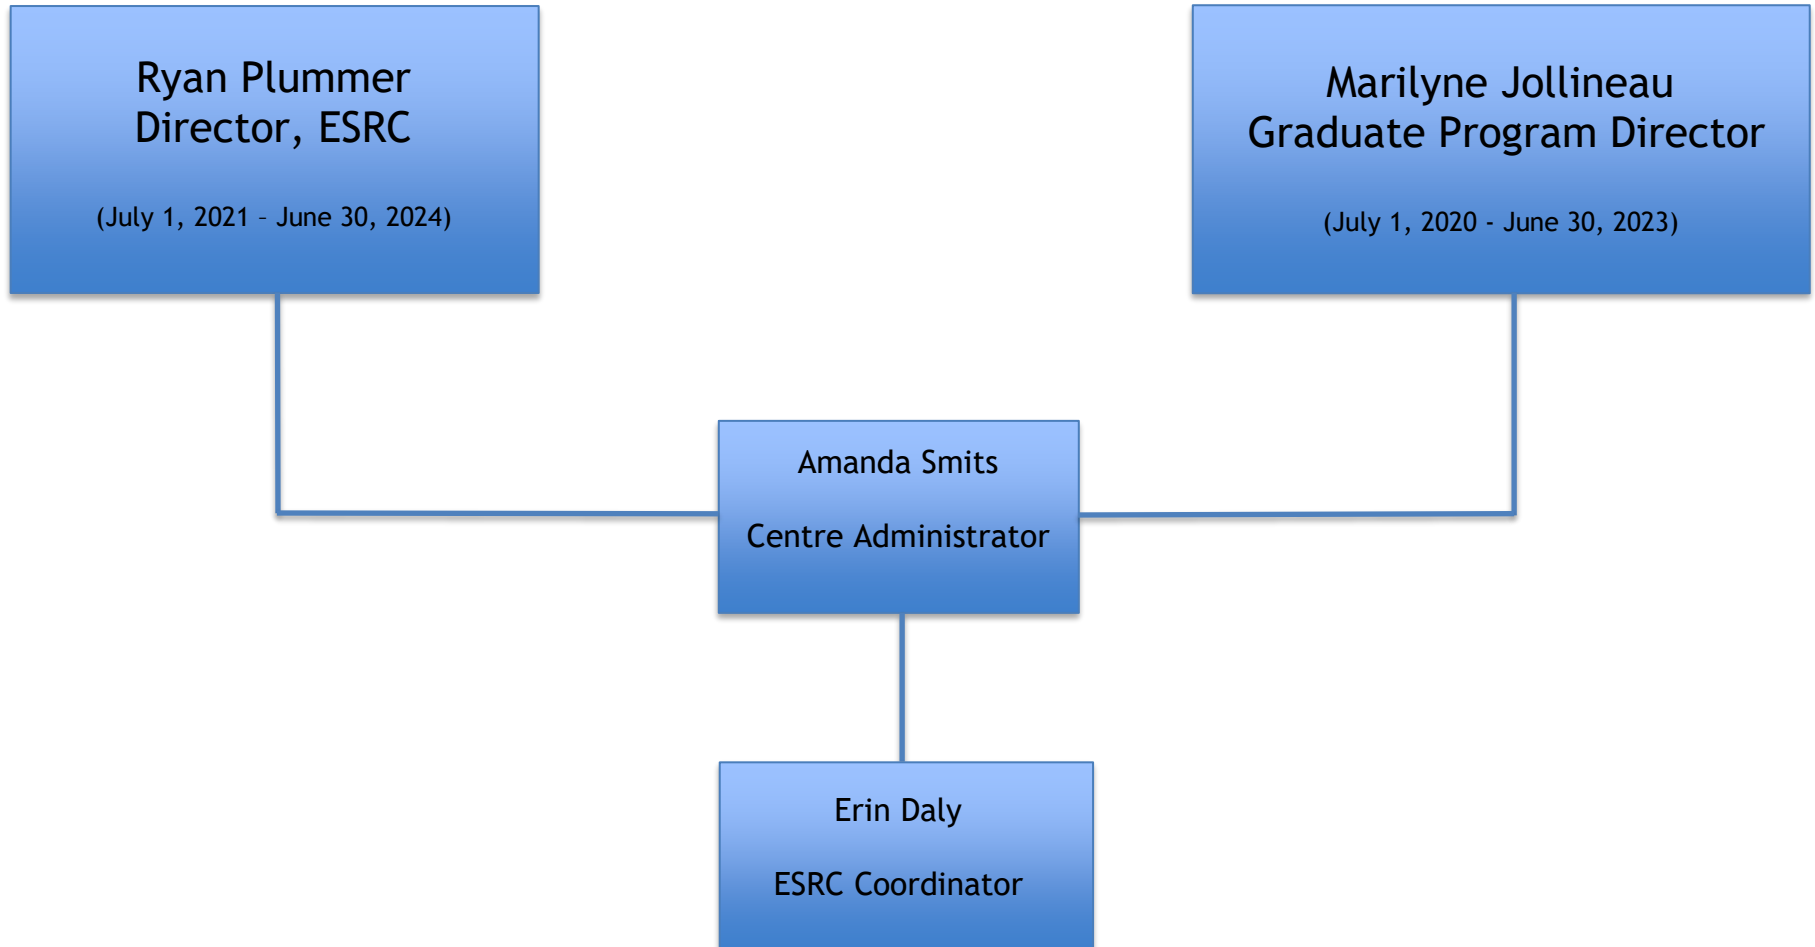 Ryan Plummer
Director, ESRC
(July 1, 2021 – June 30, 2024)
Marilyne Jollineau
Graduate Program Director
(July 1, 2020 - June 30, 2023)
Amanda Smits
Centre Administrator
Erin Daly
ESRC Coordinator